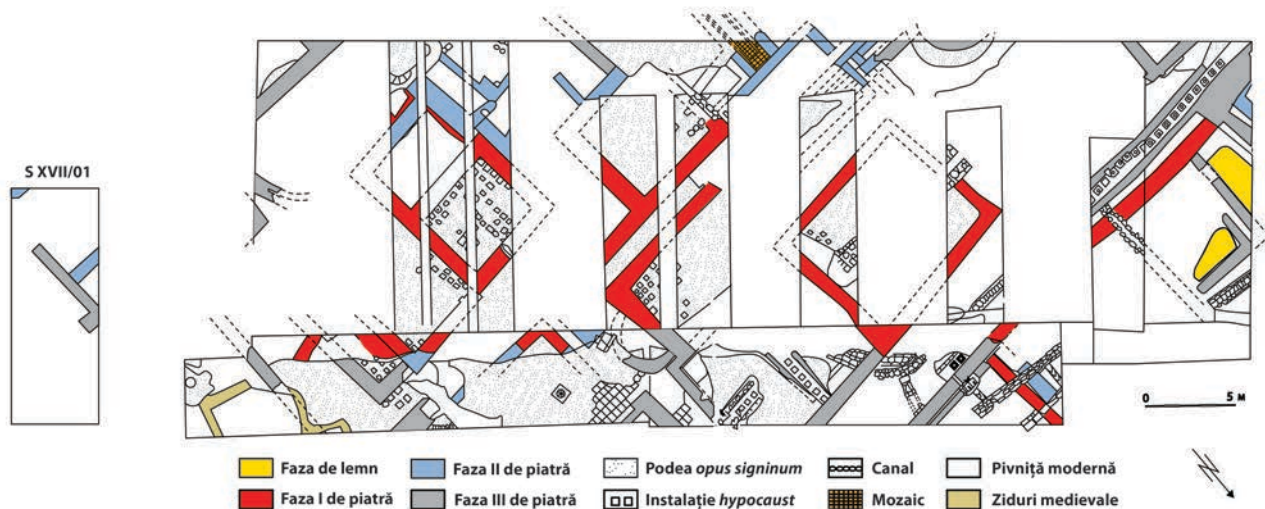 S XVII/01
0 5 M
Faza de lemn
Faza II de piatră
Podea opus signinum
Canal
Pivniță modernă
Faza I de piatră
Faza III de piatră
Instalație hypocaust
Mozaic
Ziduri medievale